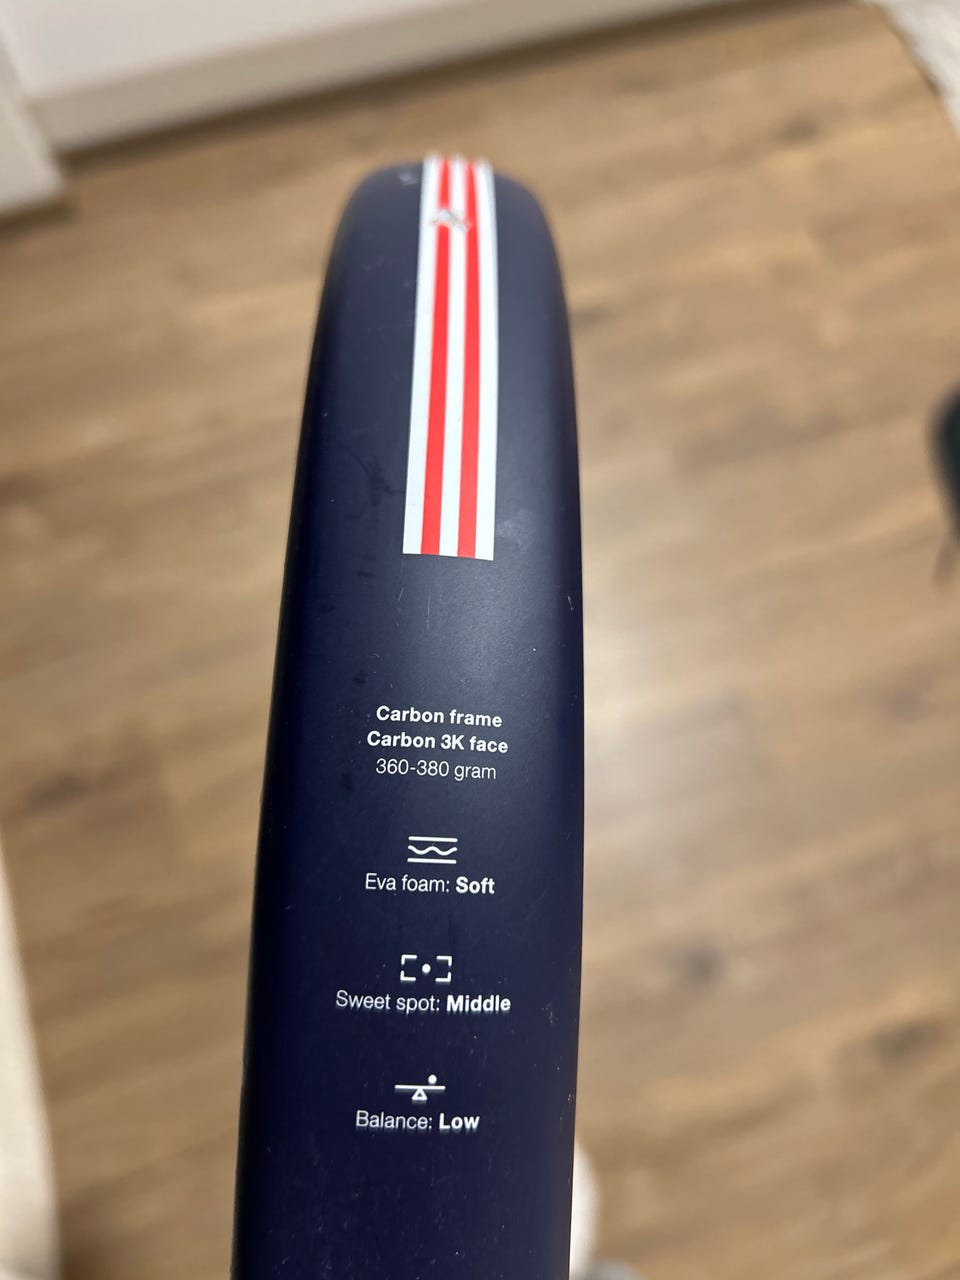 Carbon frame
Carbon 3K face
360-380 gram
Eva foam: Soft
Sweet spot: Middle
Balance: Low